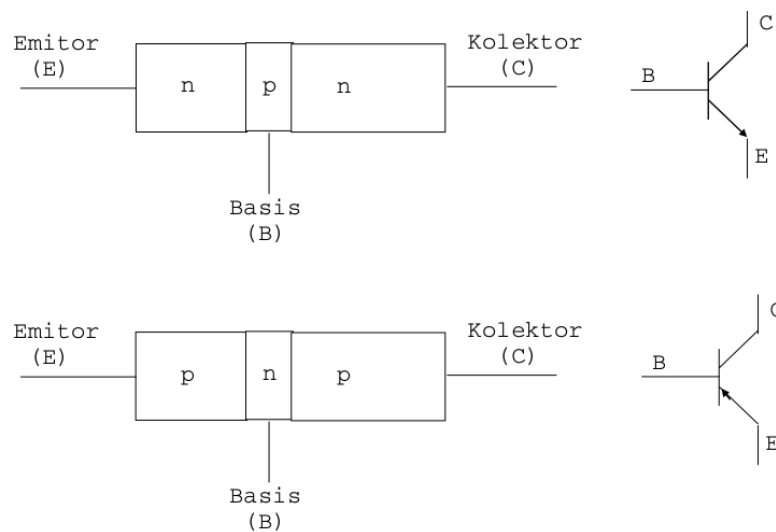 Emitor
(E)
n
p
n
Kolektor
(C)
Basis
(B)
B
C
E
Emitor
(E)
p
n
p
Kolektor
(C)
Basis
(B)
B
C
E